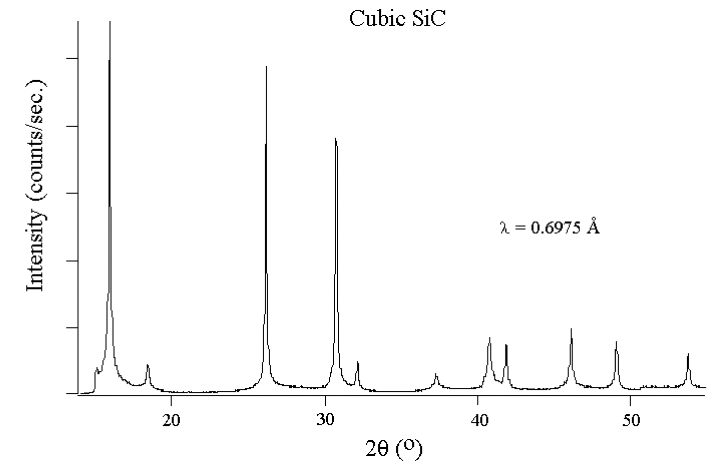 Cubic SiC
Intensity (counts/sec.)
λ = 0.6975 Å
20 30 40 50
2θ (°)